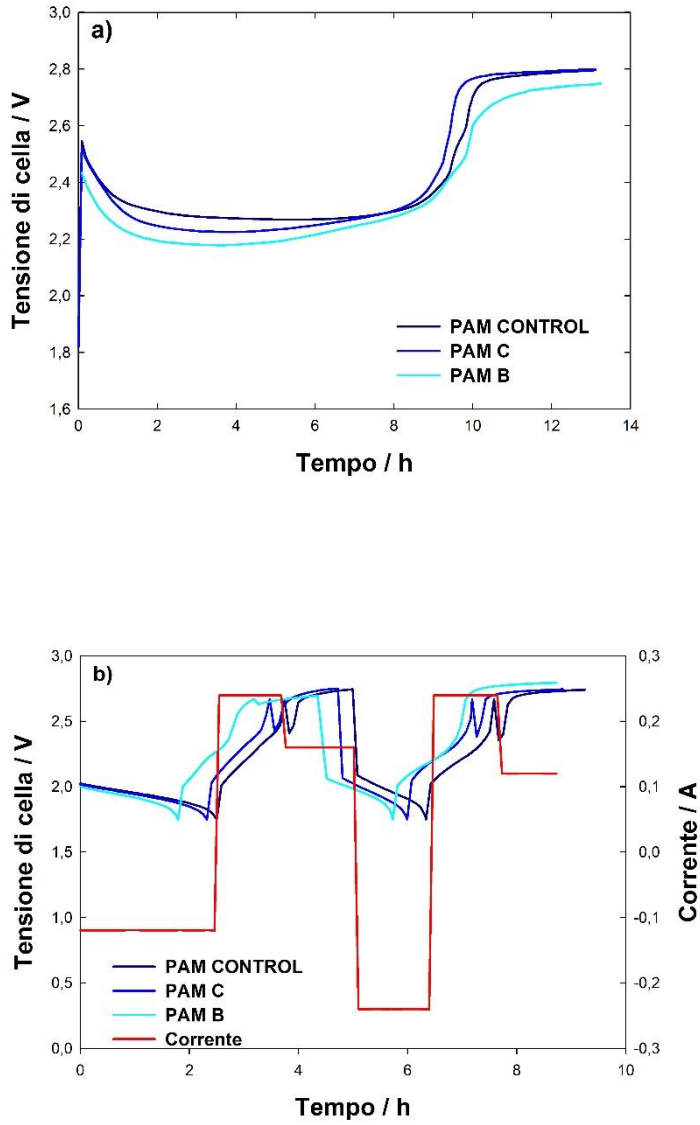 a)
Tensione di cella / V
3,0
2,8
2,6
2,4
2,2
2,0
1,8
1,6
PAM CONTROL
PAM C
PAM B
0 2 4 6 8 10 12 14
Tempo / h
b)
Tensione di cella / V
3,0
2,5
2,0
1,5
1,0
0,5
0,0
PAM CONTROL
PAM C
PAM B
Corrente
0,3
0,2
0,1
0,0
-0,1
-0,2
-0,3
Corrente / A
0 2 4 6 8 10
Tempo / h